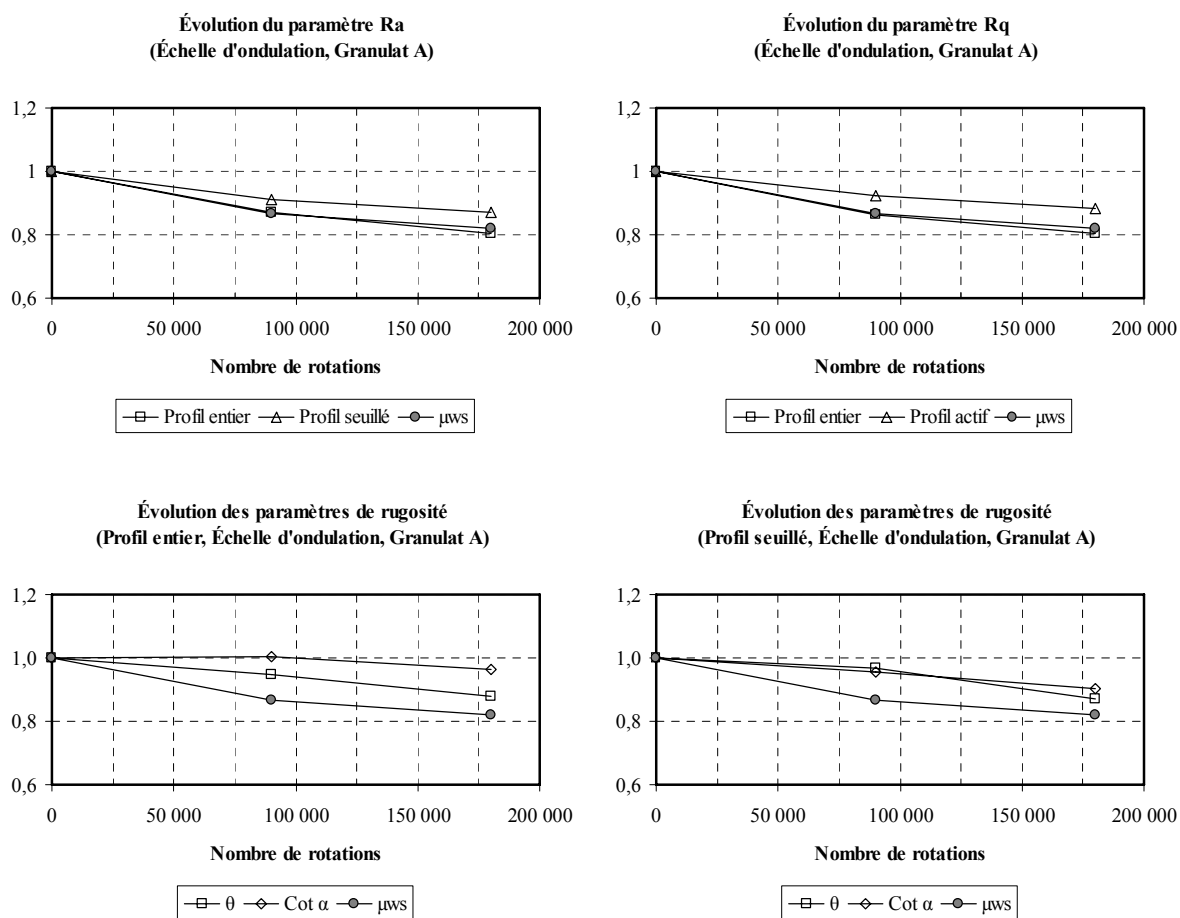 Évolution du paramètre Ra
(Échelle d'ondulation, Granulat A)
1,2
1
0,8
0,6
0
50 000
100 000
150 000
200 000
Nombre de rotations
Profil entier
Profil seuillé
μws
Évolution du paramètre Rq
(Échelle d'ondulation, Granulat A)
1,2
1
0,8
0,6
0
50 000
100 000
150 000
200 000
Nombre de rotations
Profil entier
Profil actif
μws
Évolution des paramètres de rugosité
(Profil entier, Échelle d'ondulation, Granulat A)
1,2
1,0
0,8
0,6
0
50 000
100 000
150 000
200 000
Nombre de rotations
θ
Cot α
μws
Évolution des paramètres de rugosité
(Profil seuillé, Échelle d'ondulation, Granulat A)
1,2
1,0
0,8
0,6
0
50 000
100 000
150 000
200 000
Nombre de rotations
θ
Cot α
μws